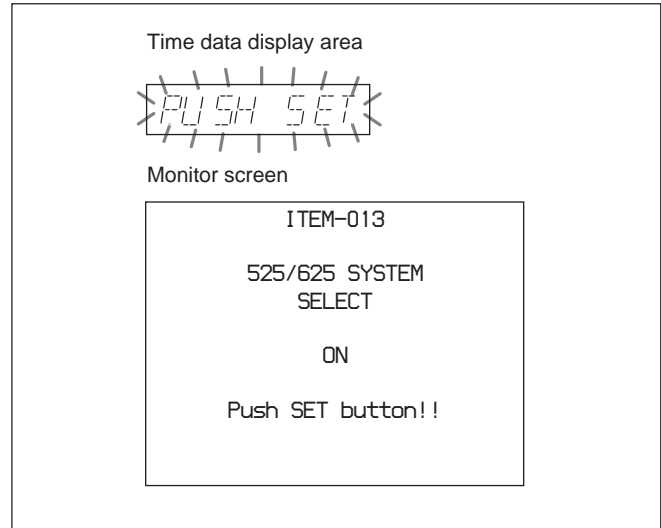 Time data display area
PUSH SET
Monitor screen
ITEM-013
525/625 SYSTEM
SELECT
ON
Push SET button!!